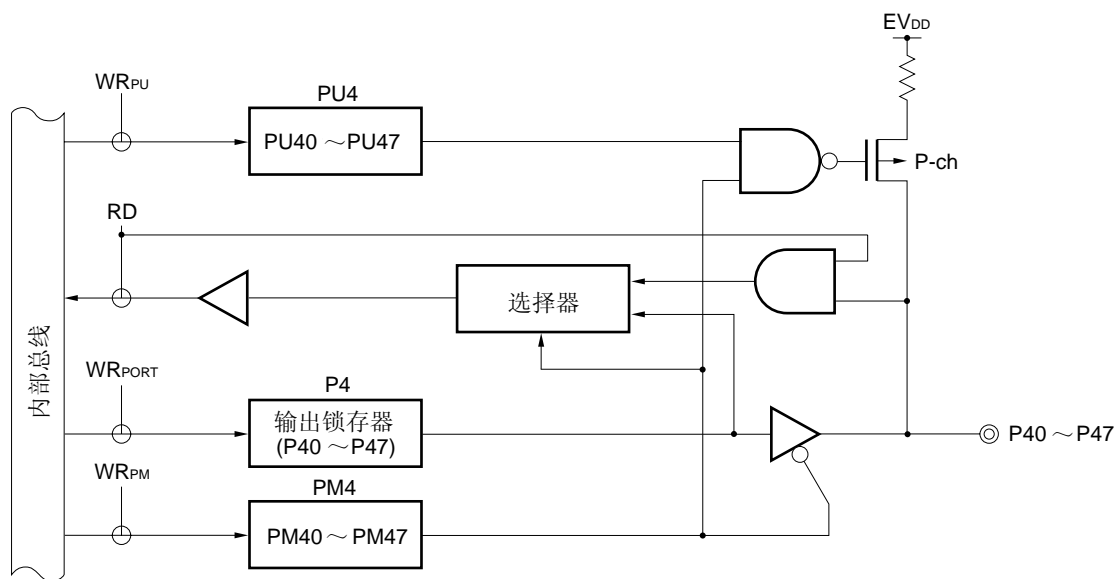 EVDD
WRPU
PU4
PU40 ～PU47
P-ch
RD
选择器
内部总线
WRPORT
P4
输出锁存器
(P40 ～P47)
P40 ～P47
WRPM
PM4
PM40 ～ PM47